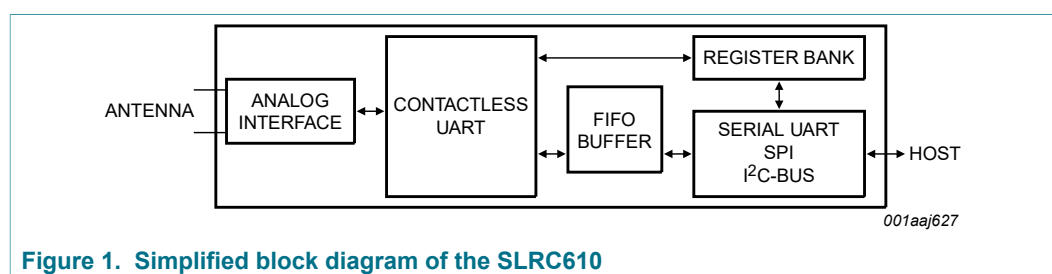 ANTENNA
ANALOG
INTERFACE
CONTACTLESS
UART
FIFO
BUFFER
REGISTER BANK
SERIAL UART
SPI
I²C-BUS
HOST
001aaj627
Figure 1. Simplified block diagram of the SLRC610